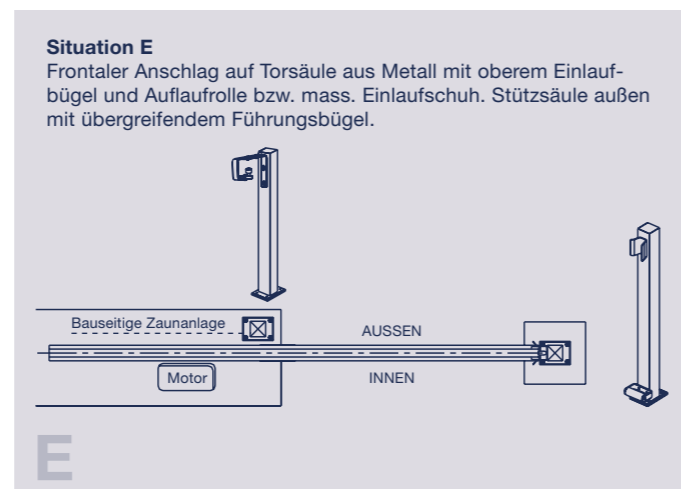 Situation E
Frontaler Anschlag auf Torsäule aus Metall mit oberem Einlauf-
bügel und Auflaufrolle bzw. mass. Einlaufschuh. Stützsäule außen
mit übergreifendem Führungsbügel.
Bauseitige Zaunanlage
AUSSEN
Motor
INNEN
E